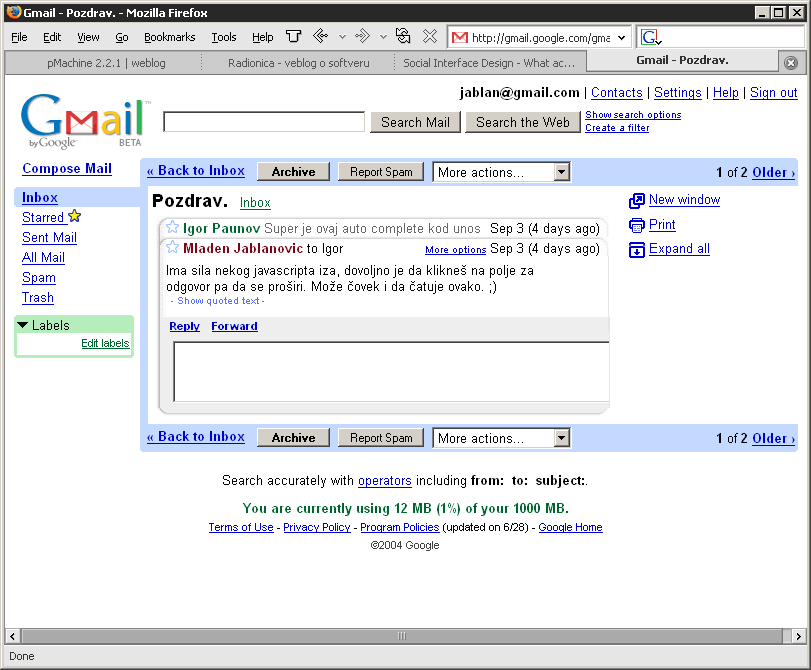 Gmail - Pozdrav. - Mozilla Firefox
File Edit View Go Bookmarks Tools Help http://gmail.google.com/gma
pMachine 2.2.1 | weblog Radionica - veblog o softveru Social Interface Design - What ac... Gmail - Pozdrav.
jablan@gmail.com | Contacts | Settings | Help | Sign out
Gmail™ by Google BETA
Search Mail Search the Web Show search options
Create a filter
Compose Mail
« Back to Inbox Archive Report Spam More actions... 1 of 2 Older ›
Inbox
Starred
Sent Mail
All Mail
Spam
Trash
Labels
Edit labels
Pozdrav. Inbox
Igor Paunov Super je ovaj auto complete kod unos Sep 3 (4 days ago)
Mladen Jablanovic to Igor More options Sep 3 (4 days ago)
Ima sila nekog javascripta iza, dovoljno je da klikneš na polje za
odgovor pa da se proširi. Može čovek i da čatuje ovako. ;)
- Show quoted text -
Reply Forward
New window
Print
Expand all
« Back to Inbox Archive Report Spam More actions... 1 of 2 Older ›
Search accurately with operators including from: to: subject:.
You are currently using 12 MB (1%) of your 1000 MB.
Terms of Use - Privacy Policy - Program Policies (updated on 6/28) - Google Home
©2004 Google
Done